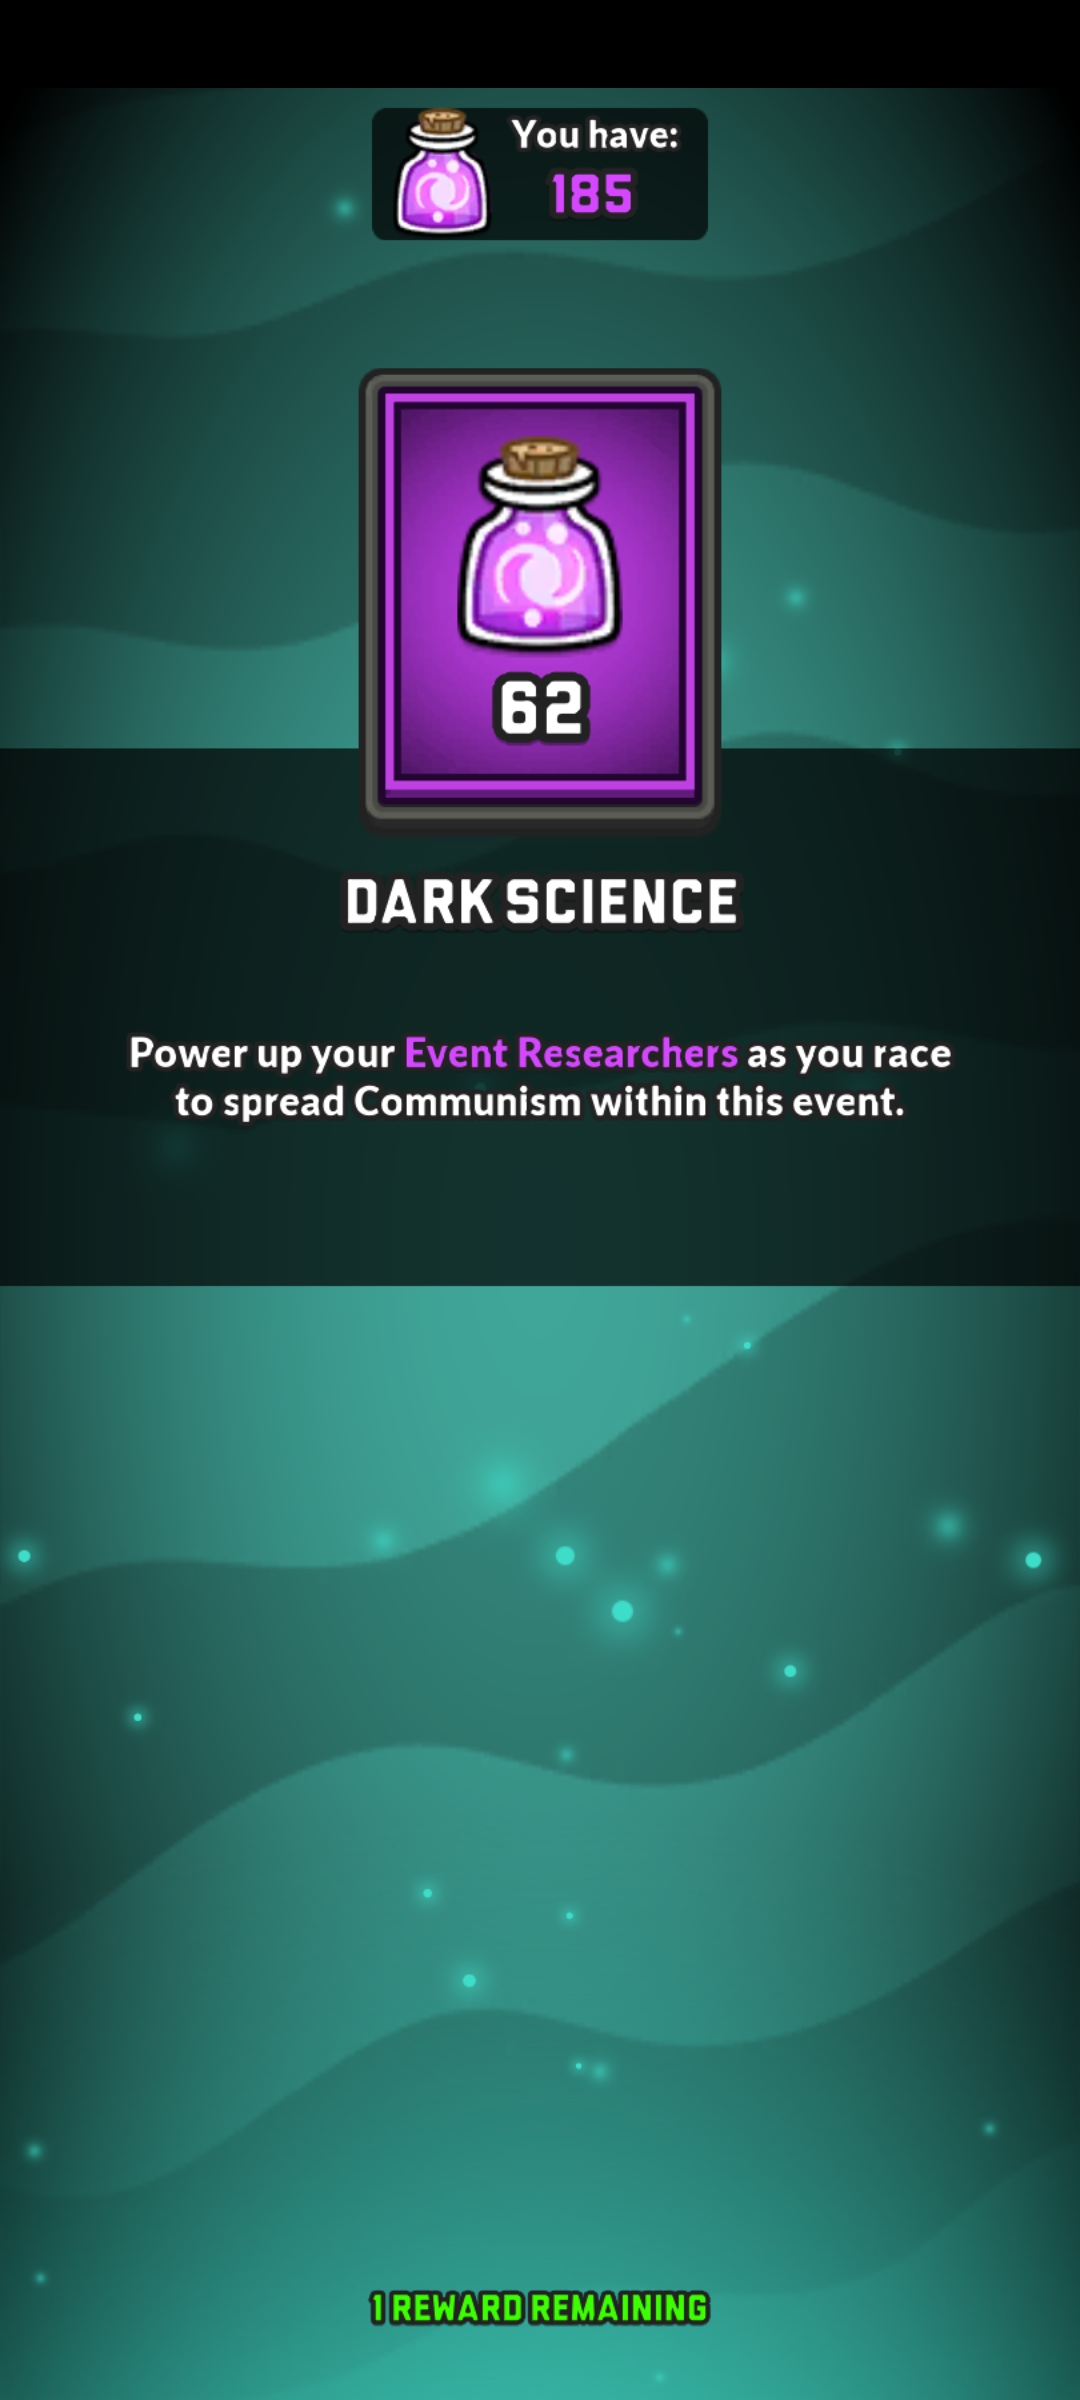 You have:
185
62
DARK SCIENCE
Power up your Event Researchers as you race
to spread Communism within this event.
1 REWARD REMAINING